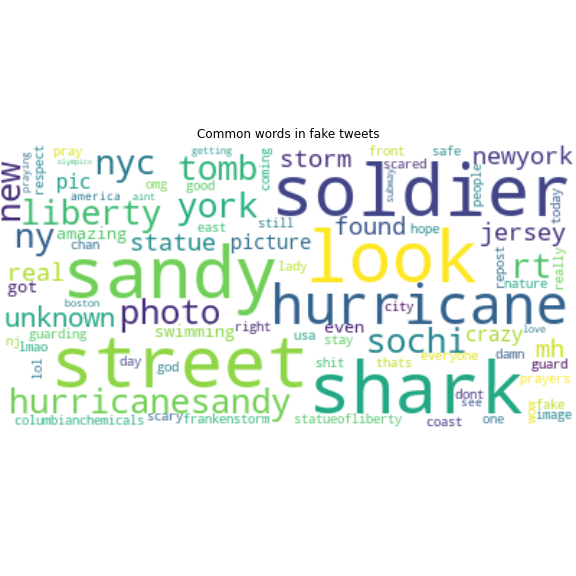 Common words in fake tweets
new
praying
respect
pray
olympics
nyc
tomb
getting
coming
storm
front
scared
safe
newyork
pic
america
omg
aint
good
soldier
subway
people
today
liberty
york
still
found
hope
jersey
ny
amazing
chan
statue
east
picture
look
repost
rt
really
real
got
sandy
lady
hurricane
nature
boston
unknown
photo
city
guarding
swimming
right
usa
even
stay
sochi
crazy
love
nj
lmao
lol
day
god
street
shit
thats
everyone
damn
mh
guard
prayers
shark
dont
see
hurricanesandy
wow
fake
columbianchemicals
scary
frankenstorm
statueofliberty
coast
one
image